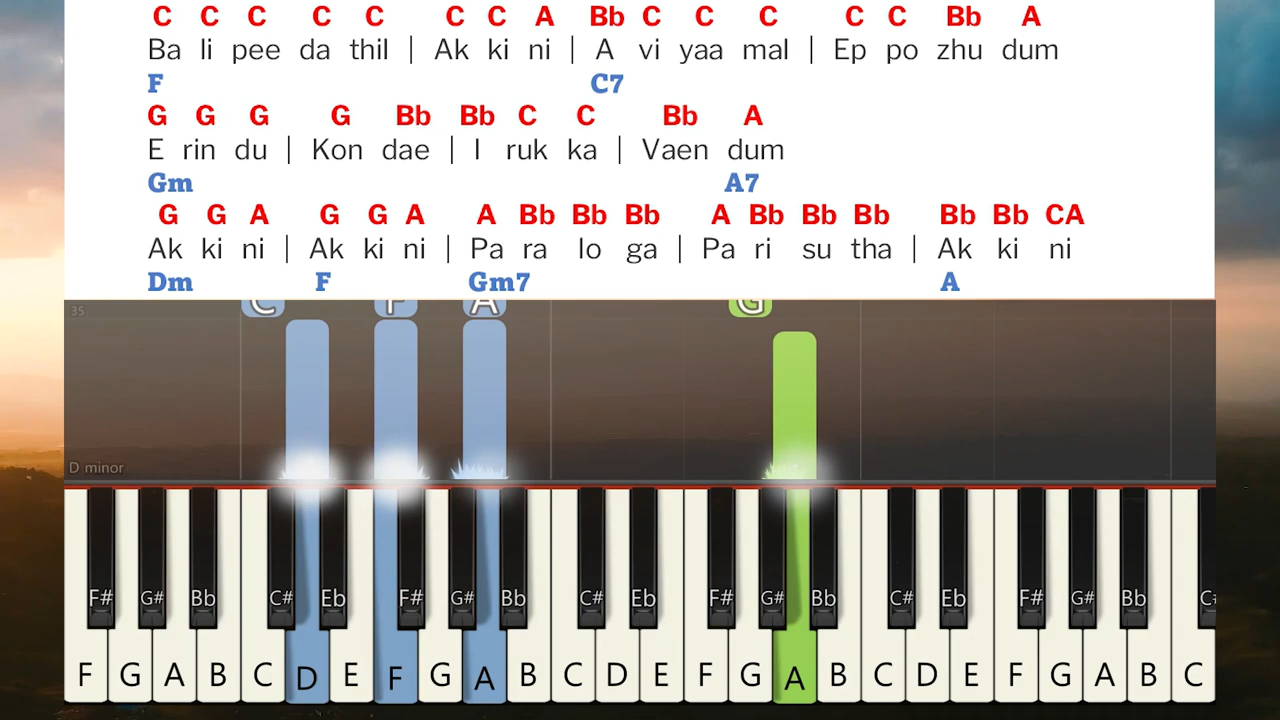 C C C C C C C A Bb C C C C C Bb A
Ba li pee da thil | Ak ki ni | A vi yaa mal | Ep po zhu dum
F C7
G G G G Bb Bb C C Bb A
E rin du | Kon dae | I ruk ka | Vaen dum
Gm A7
G G A G G A A Bb Bb Bb A Bb Bb Bb Bb Bb CA
Ak ki ni | Ak ki ni | Pa ra lo ga | Pa ri su tha | Ak ki ni
Dm F Gm7 A
C F A G
35
D minor
F# G# Bb C# Eb F# G# Bb C# Eb F# G# Bb C# Eb F# G# Bb C#
F G A B C D E F G A B C D E F G A B C D E F G A B C